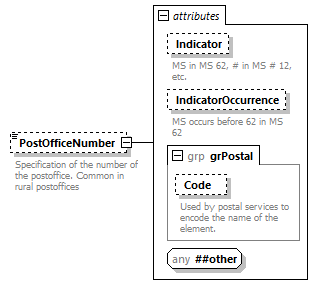 attributes
Indicator
MS in MS 62, # in MS # 12,
etc.
IndicatorOccurrence
MS occurs before 62 in MS
62
PostOfficeNumber
Specification of the number of
the postoffice. Common in
rural postoffices
grp grPostal
Code
Used by postal services to
encode the name of the
element.
any ##other